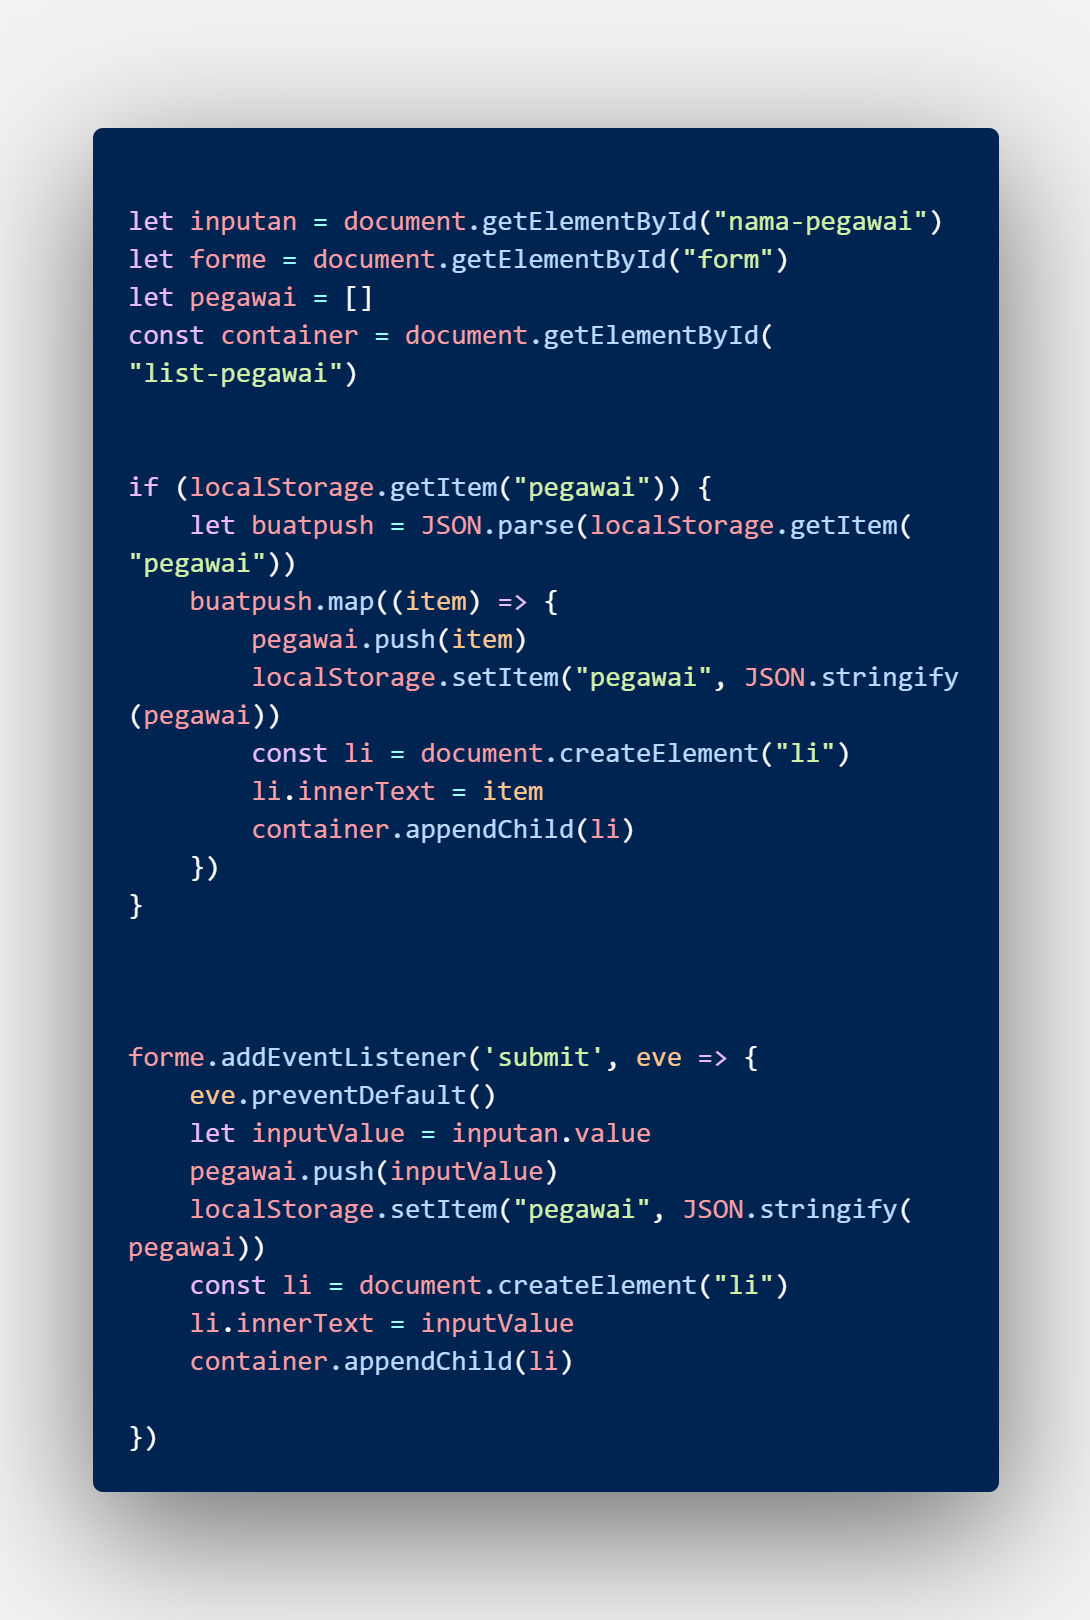 let inputan = document.getElementById("nama-pegawai")
let forme = document.getElementById("form")
let pegawai = []
const container = document.getElementById(
"list-pegawai")
if (localStorage.getItem("pegawai")) {
    let buatpush = JSON.parse(localStorage.getItem(
"pegawai"))
    buatpush.map((item) => {
        pegawai.push(item)
        localStorage.setItem("pegawai", JSON.stringify
(pegawai))
        const li = document.createElement("li")
        li.innerText = item
        container.appendChild(li)
    })
}
forme.addEventListener('submit', eve => {
    eve.preventDefault()
    let inputValue = inputan.value
    pegawai.push(inputValue)
    localStorage.setItem("pegawai", JSON.stringify(
pegawai))
    const li = document.createElement("li")
    li.innerText = inputValue
    container.appendChild(li)
})